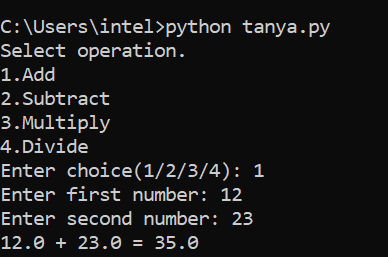 C:\Users\intel>python tanya.py
Select operation.
1.Add
2.Subtract
3.Multiply
4.Divide
Enter choice(1/2/3/4): 1
Enter first number: 12
Enter second number: 23
12.0 + 23.0 = 35.0